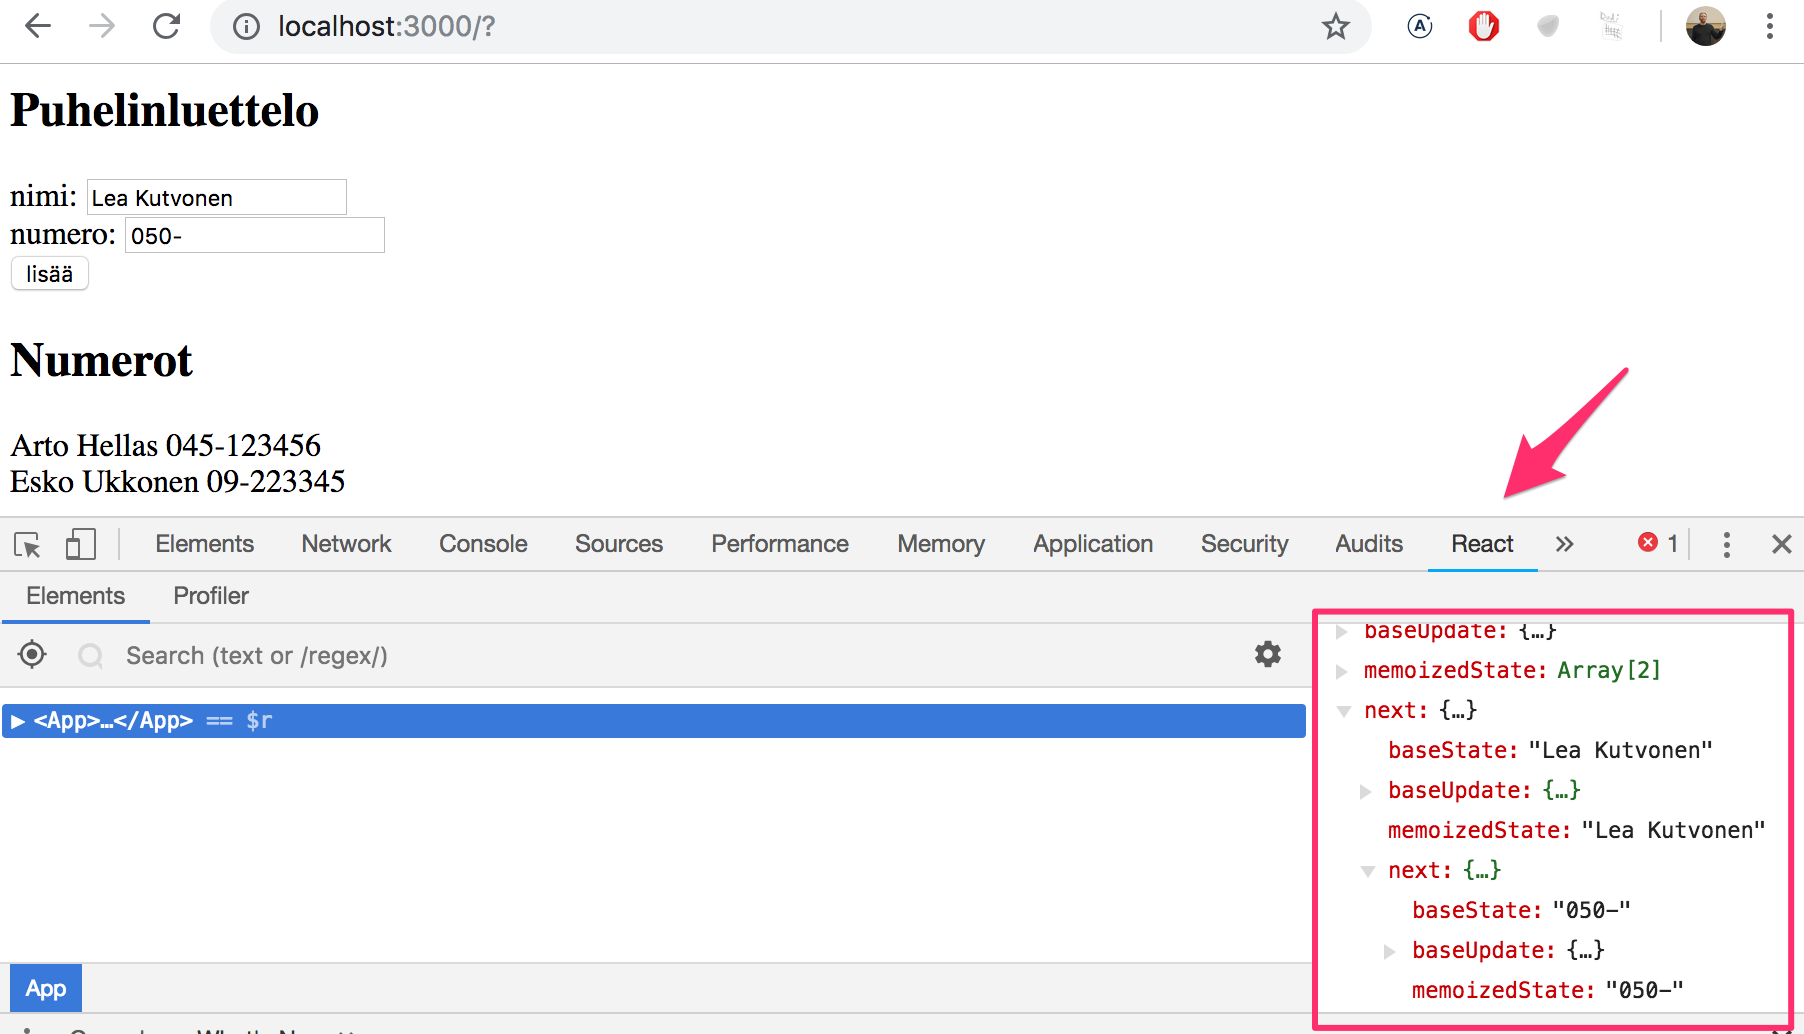 localhost:3000/?
Puhelinluettelo
nimi: Lea Kutvonen
numero: 050-
lisää
Numerot
Arto Hellas 045-123456
Esko Ukkonen 09-223345
Elements Network Console Sources Performance Memory Application Security Audits React » 1
Elements Profiler
Search (text or /regex/)
<App>…</App> == $r
baseUpdate: {…}
memoizedState: Array[2]
next: {…}
baseState: "Lea Kutvonen"
baseUpdate: {…}
memoizedState: "Lea Kutvonen"
next: {…}
baseState: "050-"
baseUpdate: {…}
memoizedState: "050-"
App